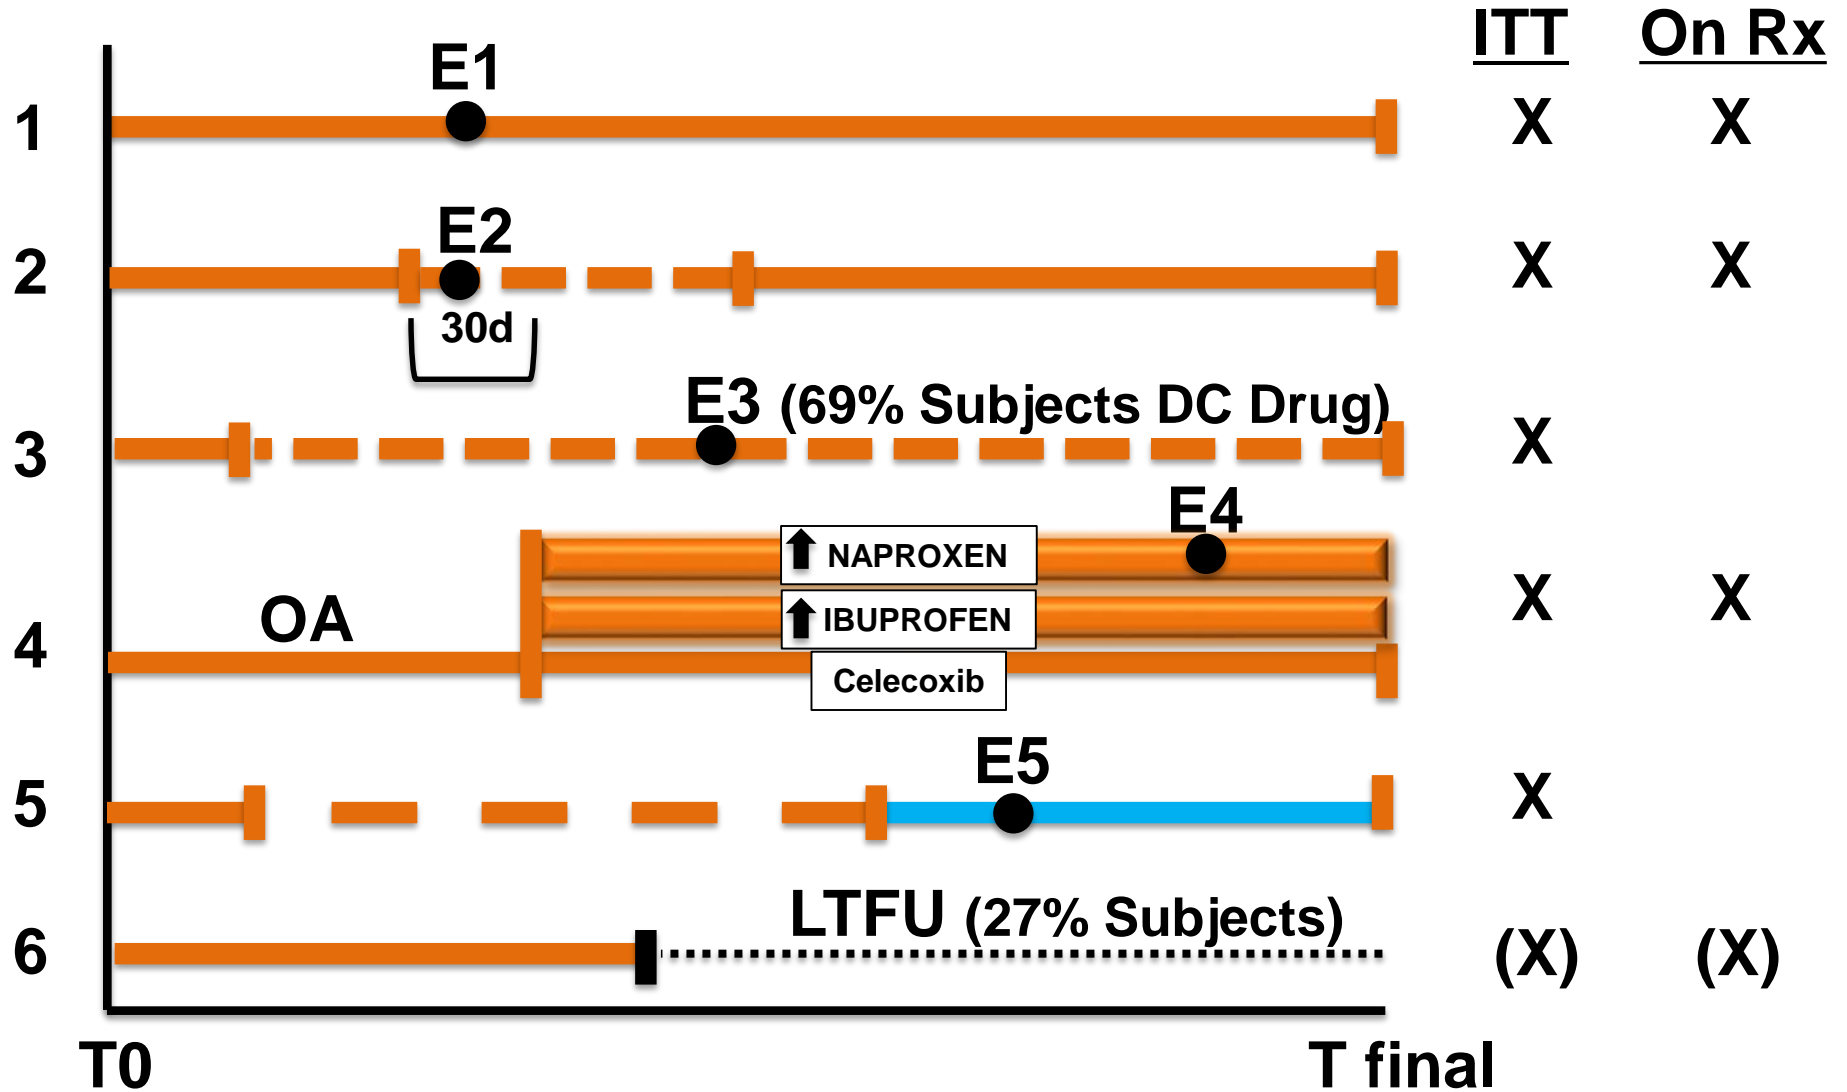 ITT On Rx
E1
1 X X
E2
2 X X
30d
E3 (69% Subjects DC Drug)
3 X
E4
NAPROXEN
OA IBUPROFEN X X
4
Celecoxib
E5
5 X
LTFU (27% Subjects)
6 (X) (X)
T0 T final